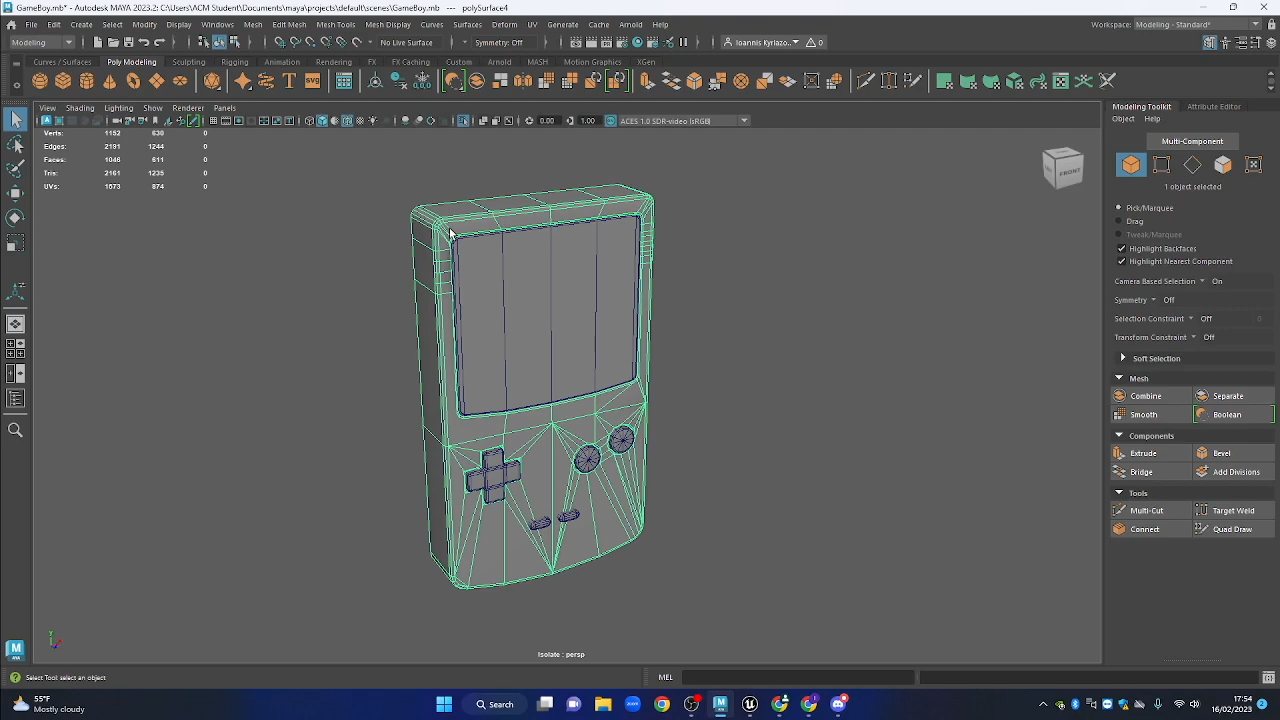 GameBoy.mb* - Autodesk MAYA 2023.2: C:\Users\ACM Student\Documents\maya\projects\default\scenes\GameBoy.mb --- polySurface4
File Edit Create Select Modify Display Windows Mesh Edit Mesh Mesh Tools Mesh Display Curves Surfaces Deform UV Generate Cache Arnold Help Workspace: Modeling - Standard*
Modeling No Live Surface Symmetry: Off Ioannis Kyriazo... 0
Curves / Surfaces Poly Modeling Sculpting Rigging Animation Rendering FX FX Caching Custom Arnold Bifrost MASH Motion Graphics XGen
SVG
View Shading Lighting Show Renderer Panels
0.00 1.00 ACES 1.0 SDR-video (sRGB)
Verts: 1152 630 0
Edges: 2191 1244 0
Faces: 1046 611 0
Tris: 2161 1235 0
UVs: 1673 874 0
FRONT
Isolate : persp
Modeling Toolkit Attribute Editor
Object Help
Multi-Component
1 object selected
Pick/Marquee
Drag
Tweak/Marquee
Highlight Backfaces
Highlight Nearest Component
Camera Based Selection On
Symmetry Off
Selection Constraint Off 0
Transform Constraint Off
Soft Selection
Mesh
Combine Separate
Smooth Boolean
Components
Extrude Bevel
Bridge Add Divisions
Tools
Multi-Cut Target Weld
Connect Quad Draw
Select Tool: select an object MEL
55°F
Mostly cloudy
Search
zoom
17:54
16/02/2023